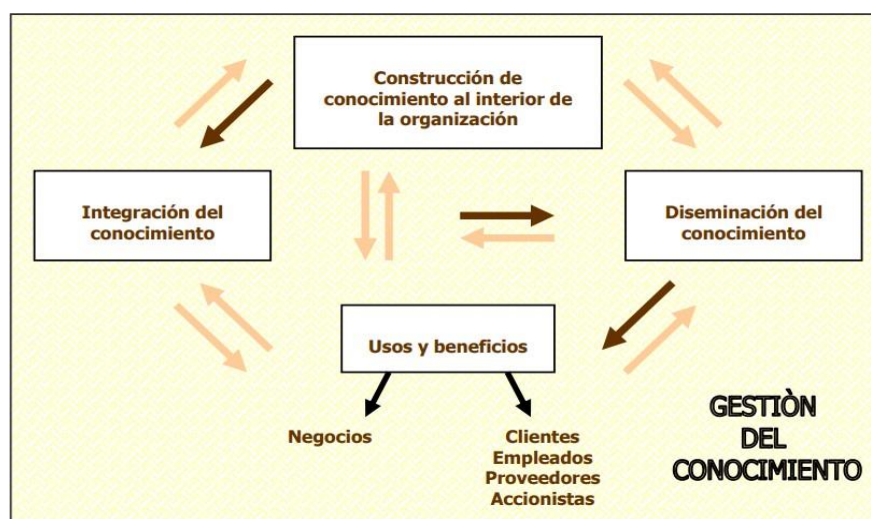 Construcción de
conocimiento al interior de
la organización
Integración del
conocimiento
Diseminación del
conocimiento
Usos y beneficios
Negocios
Clientes
Empleados
Proveedores
Accionistas
GESTIÒN
DEL
CONOCIMIENTO